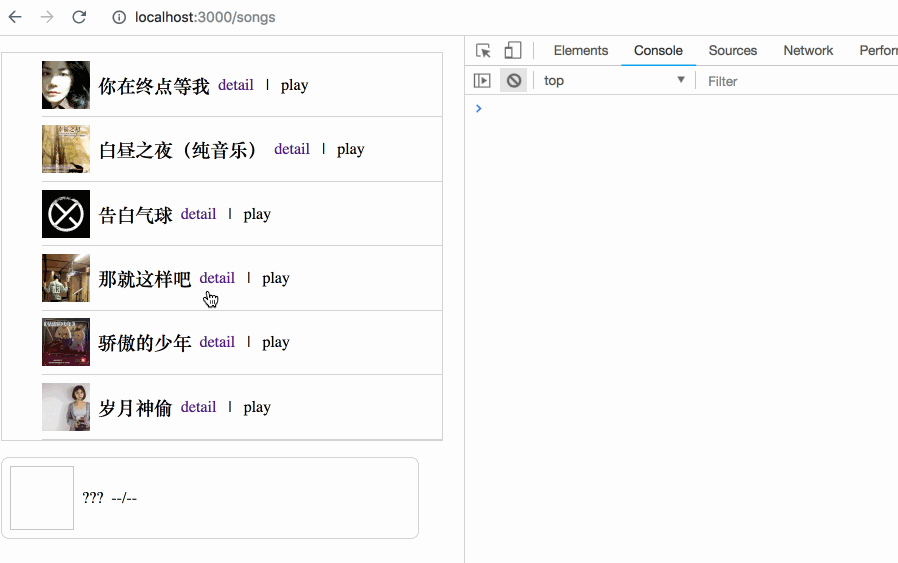 localhost:3000/songs
Elements Console Sources Network Perfor
top Filter
你在终点等我 detail | play
白昼之夜（纯音乐） detail | play
告白气球 detail | play
那就这样吧 detail | play
骄傲的少年 detail | play
岁月神偷 detail | play
??? --/--